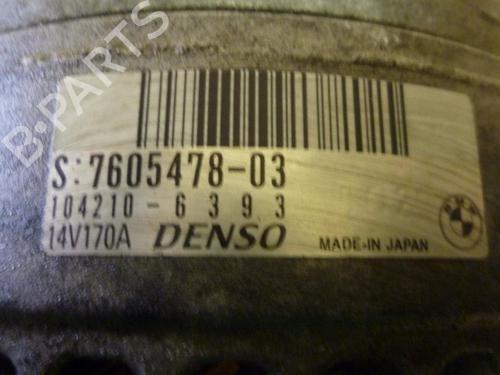 B-PARTS
S:7605478-03
104210-6393
14V170A DENSO MADE-IN JAPAN